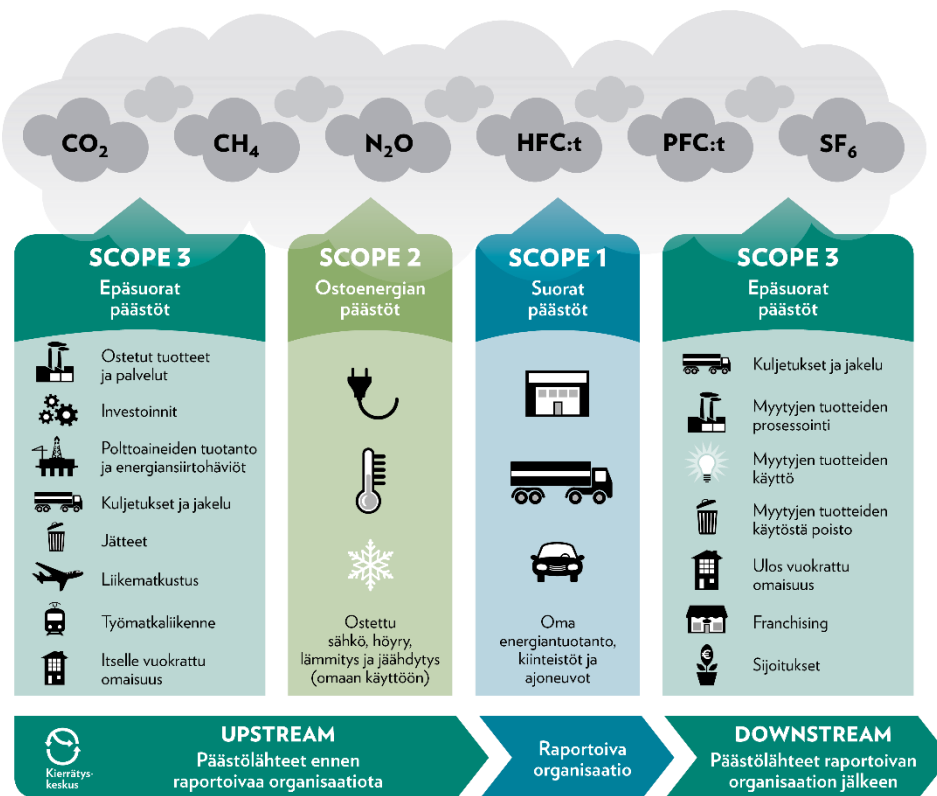 CO₂
CH₄
N₂O
HFC:t
PFC:t
SF₆
SCOPE 3
Epäsuorat
päästöt
Ostetut tuotteet
ja palvelut
Investoinnit
Polttoaineiden tuotanto
ja energiansiirtohäviöt
Kuljetukset ja jakelu
Jätteet
Liikematkustus
Työmatkaliikenne
Itselle vuokrattu
omaisuus
SCOPE 2
Ostoenergian
päästöt
Ostettu
sähkö, höyry,
lämmitys ja jäähdytys
(omaan käyttöön)
SCOPE 1
Suorat
päästöt
Oma
energiantuotanto,
kiinteistöt ja
ajoneuvot
SCOPE 3
Epäsuorat
päästöt
Kuljetukset ja jakelu
Myytyjen tuotteiden
prosessointi
Myytyjen tuotteiden
käyttö
Myytyjen tuotteiden
käytöstä poisto
Ulos vuokrattu
omaisuus
Franchising
€
Sijoitukset
Kierrätys-
keskus
UPSTREAM
Päästölähteet ennen
raportoivaa organisaatiota
Raportoiva
organisaatio
DOWNSTREAM
Päästölähteet raportoivan
organisaation jälkeen